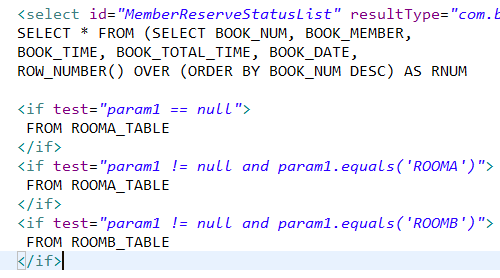 <select id="MemberReserveStatusList" resultType="com.b
SELECT * FROM (SELECT BOOK_NUM, BOOK_MEMBER,
BOOK_TIME, BOOK_TOTAL_TIME, BOOK_DATE,
ROW_NUMBER() OVER (ORDER BY BOOK_NUM DESC) AS RNUM
<if test="param1 == null">
FROM ROOMA_TABLE
</if>
<if test="param1 != null and param1.equals('ROOMA')">
FROM ROOMA_TABLE
</if>
<if test="param1 != null and param1.equals('ROOMB')">
FROM ROOMB_TABLE
</if>